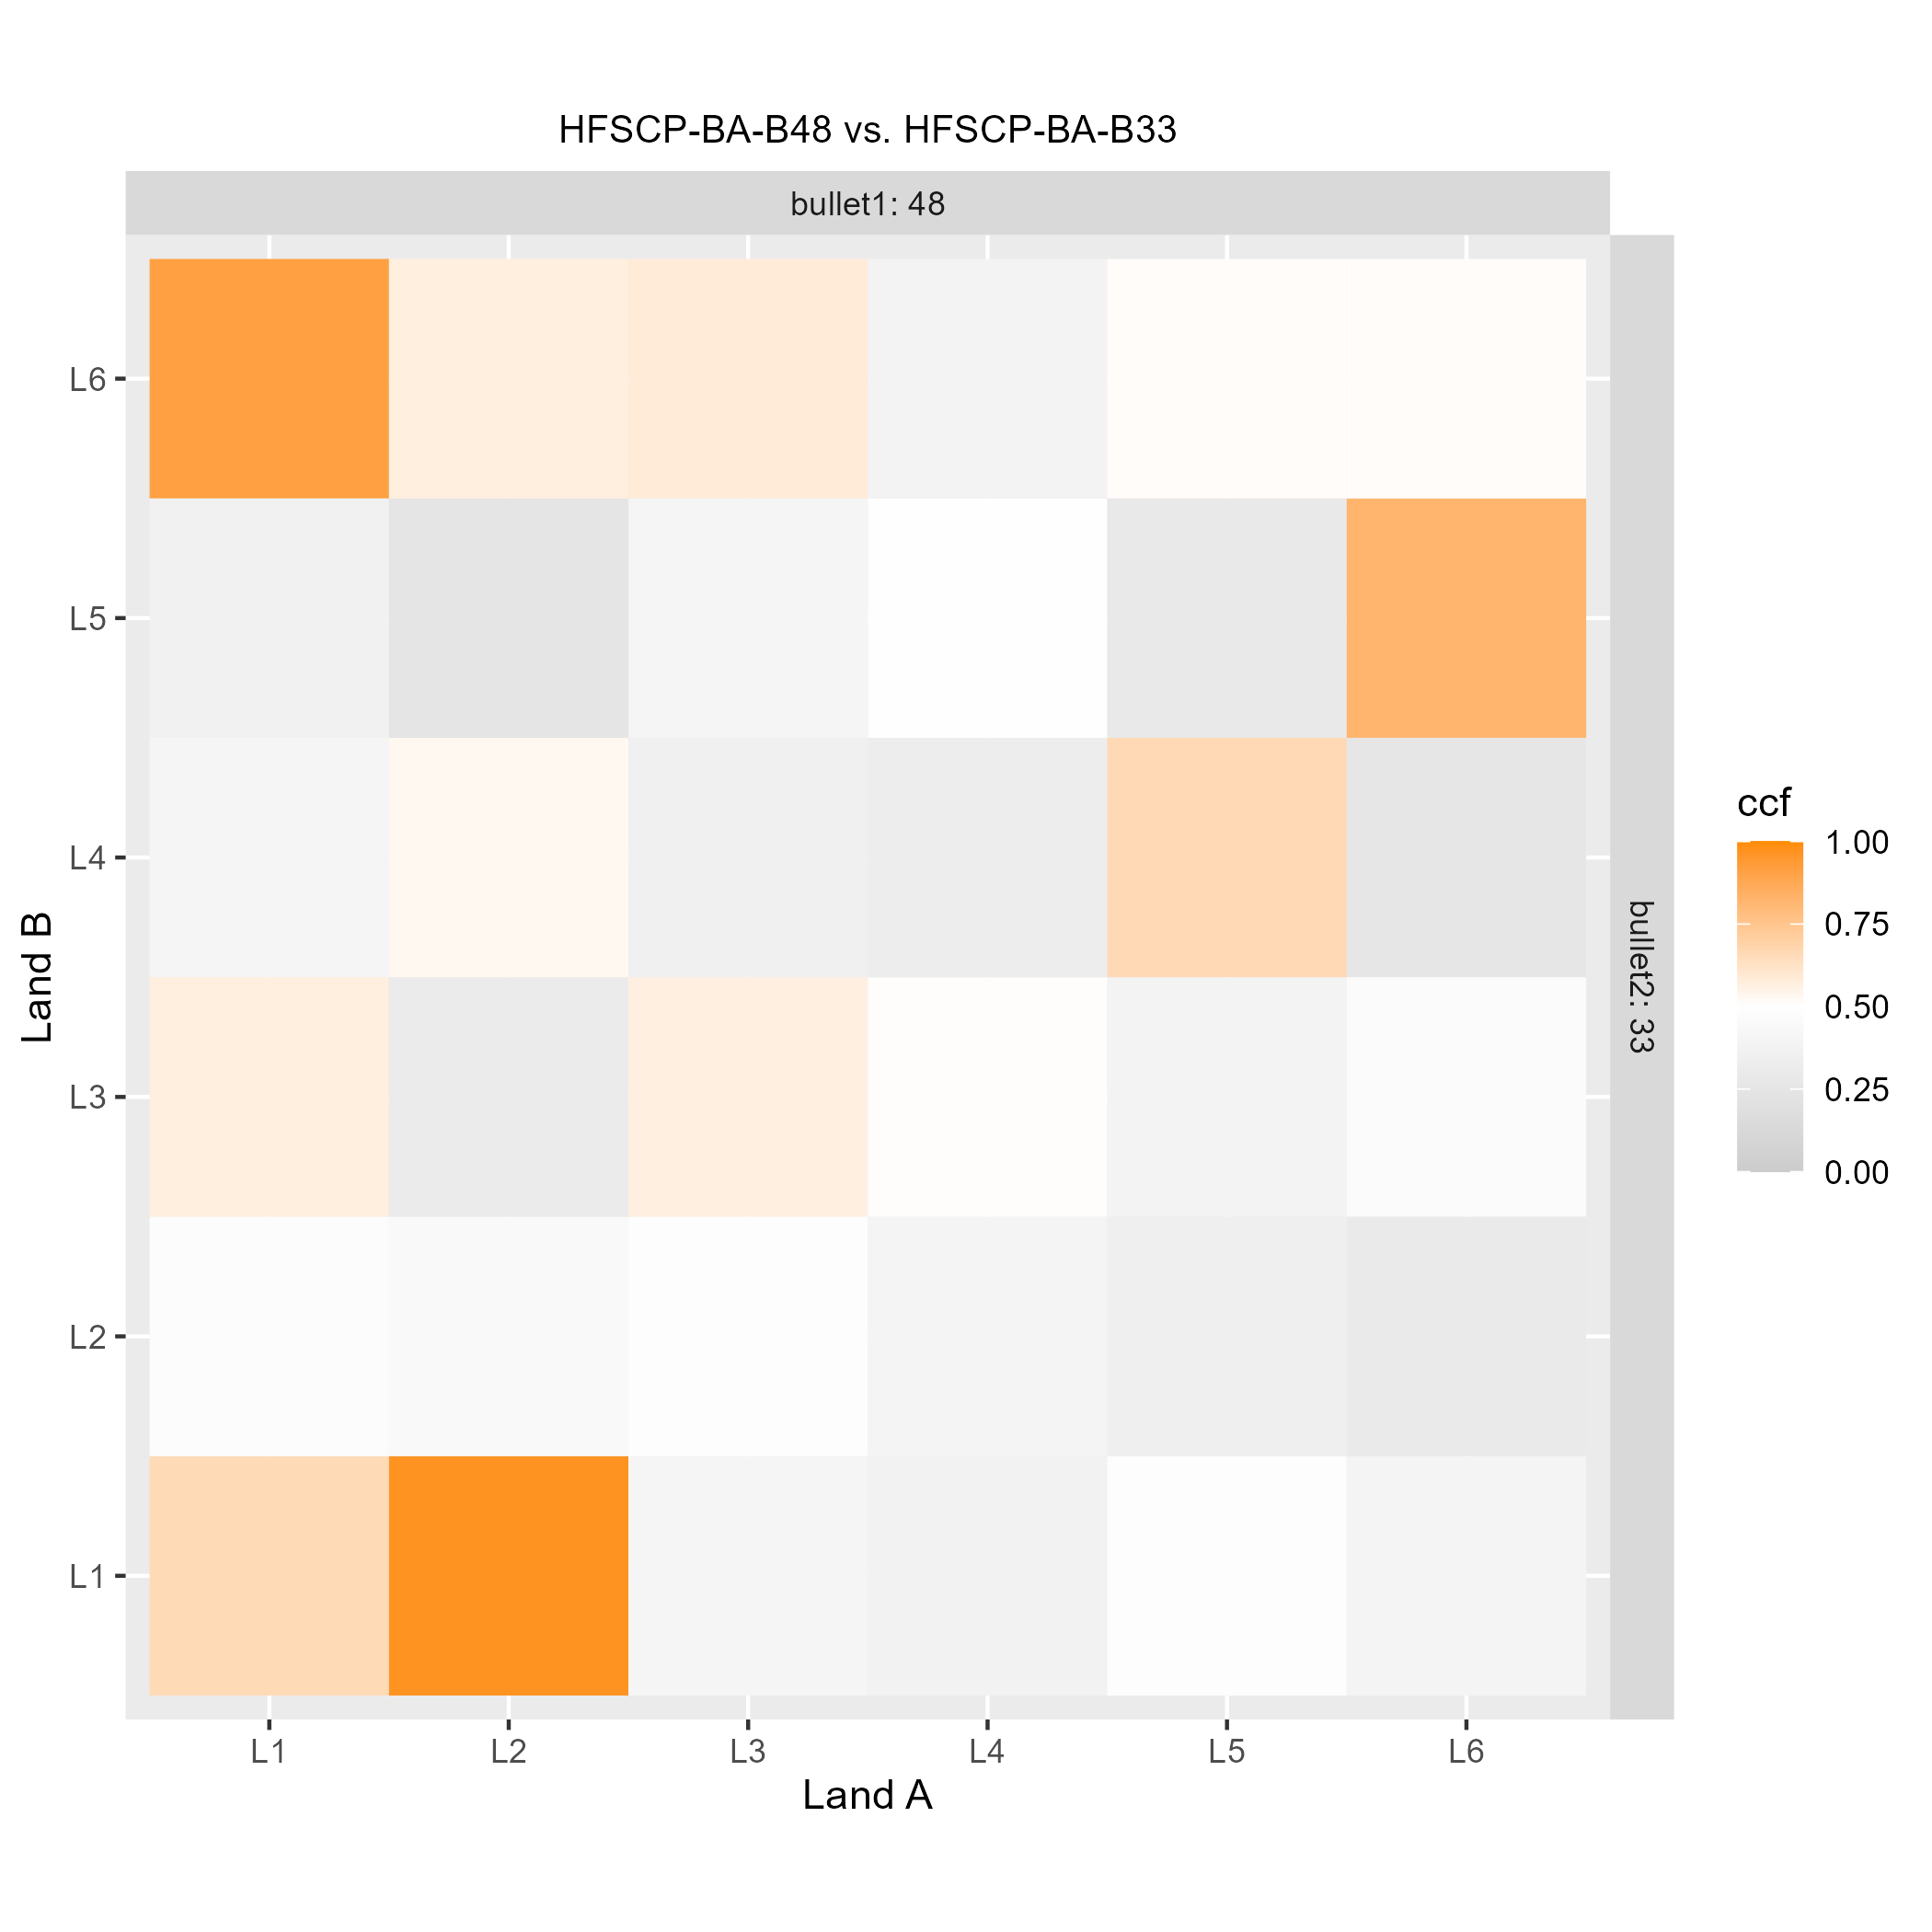 HFSCP-BA-B48 vs. HFSCP-BA-B33
bullet1: 48
L6
L5
L4
L3
L2
L1
Land B
L1 L2 L3 L4 L5 L6
Land A
bullet2: 33
ccf
1.00
0.75
0.50
0.25
0.00